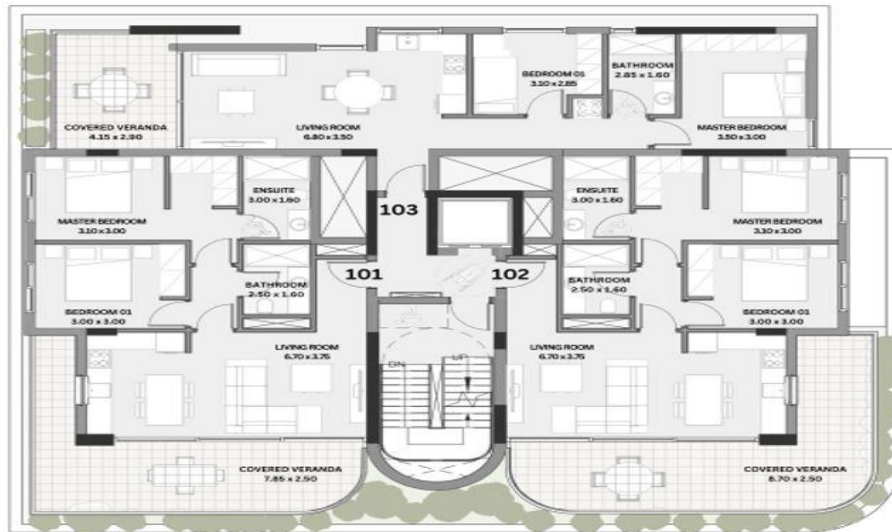 BEDROOM 01
3.10 x 2.85
BATHROOM
2.85 x 1.60
COVERED VERANDA
4.15 x 2.90
LIVING ROOM
6.80 x 3.50
MASTER BEDROOM
3.50 x 3.00
ENSUITE
3.00 x 1.60
ENSUITE
3.00 x 1.60
MASTER BEDROOM
3.10 x 3.00
103
MASTER BEDROOM
3.10 x 3.00
101
102
BATHROOM
2.50 x 1.60
BATHROOM
2.50 x 1.60
BEDROOM 01
3.00 x 3.00
BEDROOM 01
3.00 x 3.00
LIVING ROOM
6.70 x 3.75
LIVING ROOM
6.70 x 3.75
DN
UP
COVERED VERANDA
7.85 x 2.50
COVERED VERANDA
8.70 x 2.50